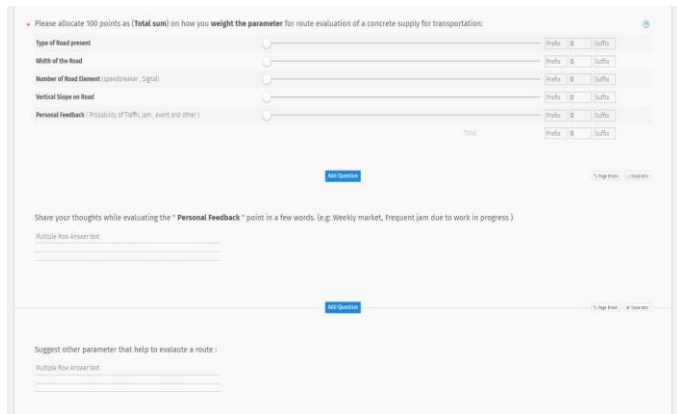 * Please allocate 100 points as (Total sum) on how you weight the parameter for route evaluation of a concrete supply for transportation:
Type of Road present Prefix 0 Suffix
Width of the Road Prefix 0 Suffix
Number of Road Element (speedbreaker , Signal) Prefix 0 Suffix
Vertical Slope on Road Prefix 0 Suffix
Personal Feedback ( Probability of Traffic jam , event and other ) Prefix 0 Suffix
Total Prefix 0 Suffix
Add Question Page Break Separator
Share your thoughts while evaluating the " Personal Feedback " point in a few words. (e.g: Weekly market, Frequent jam due to work in progress )
Multiple Row Answer text
Add Question Page Break Separator
Suggest other parameter that help to evalaute a route :
Multiple Row Answer text